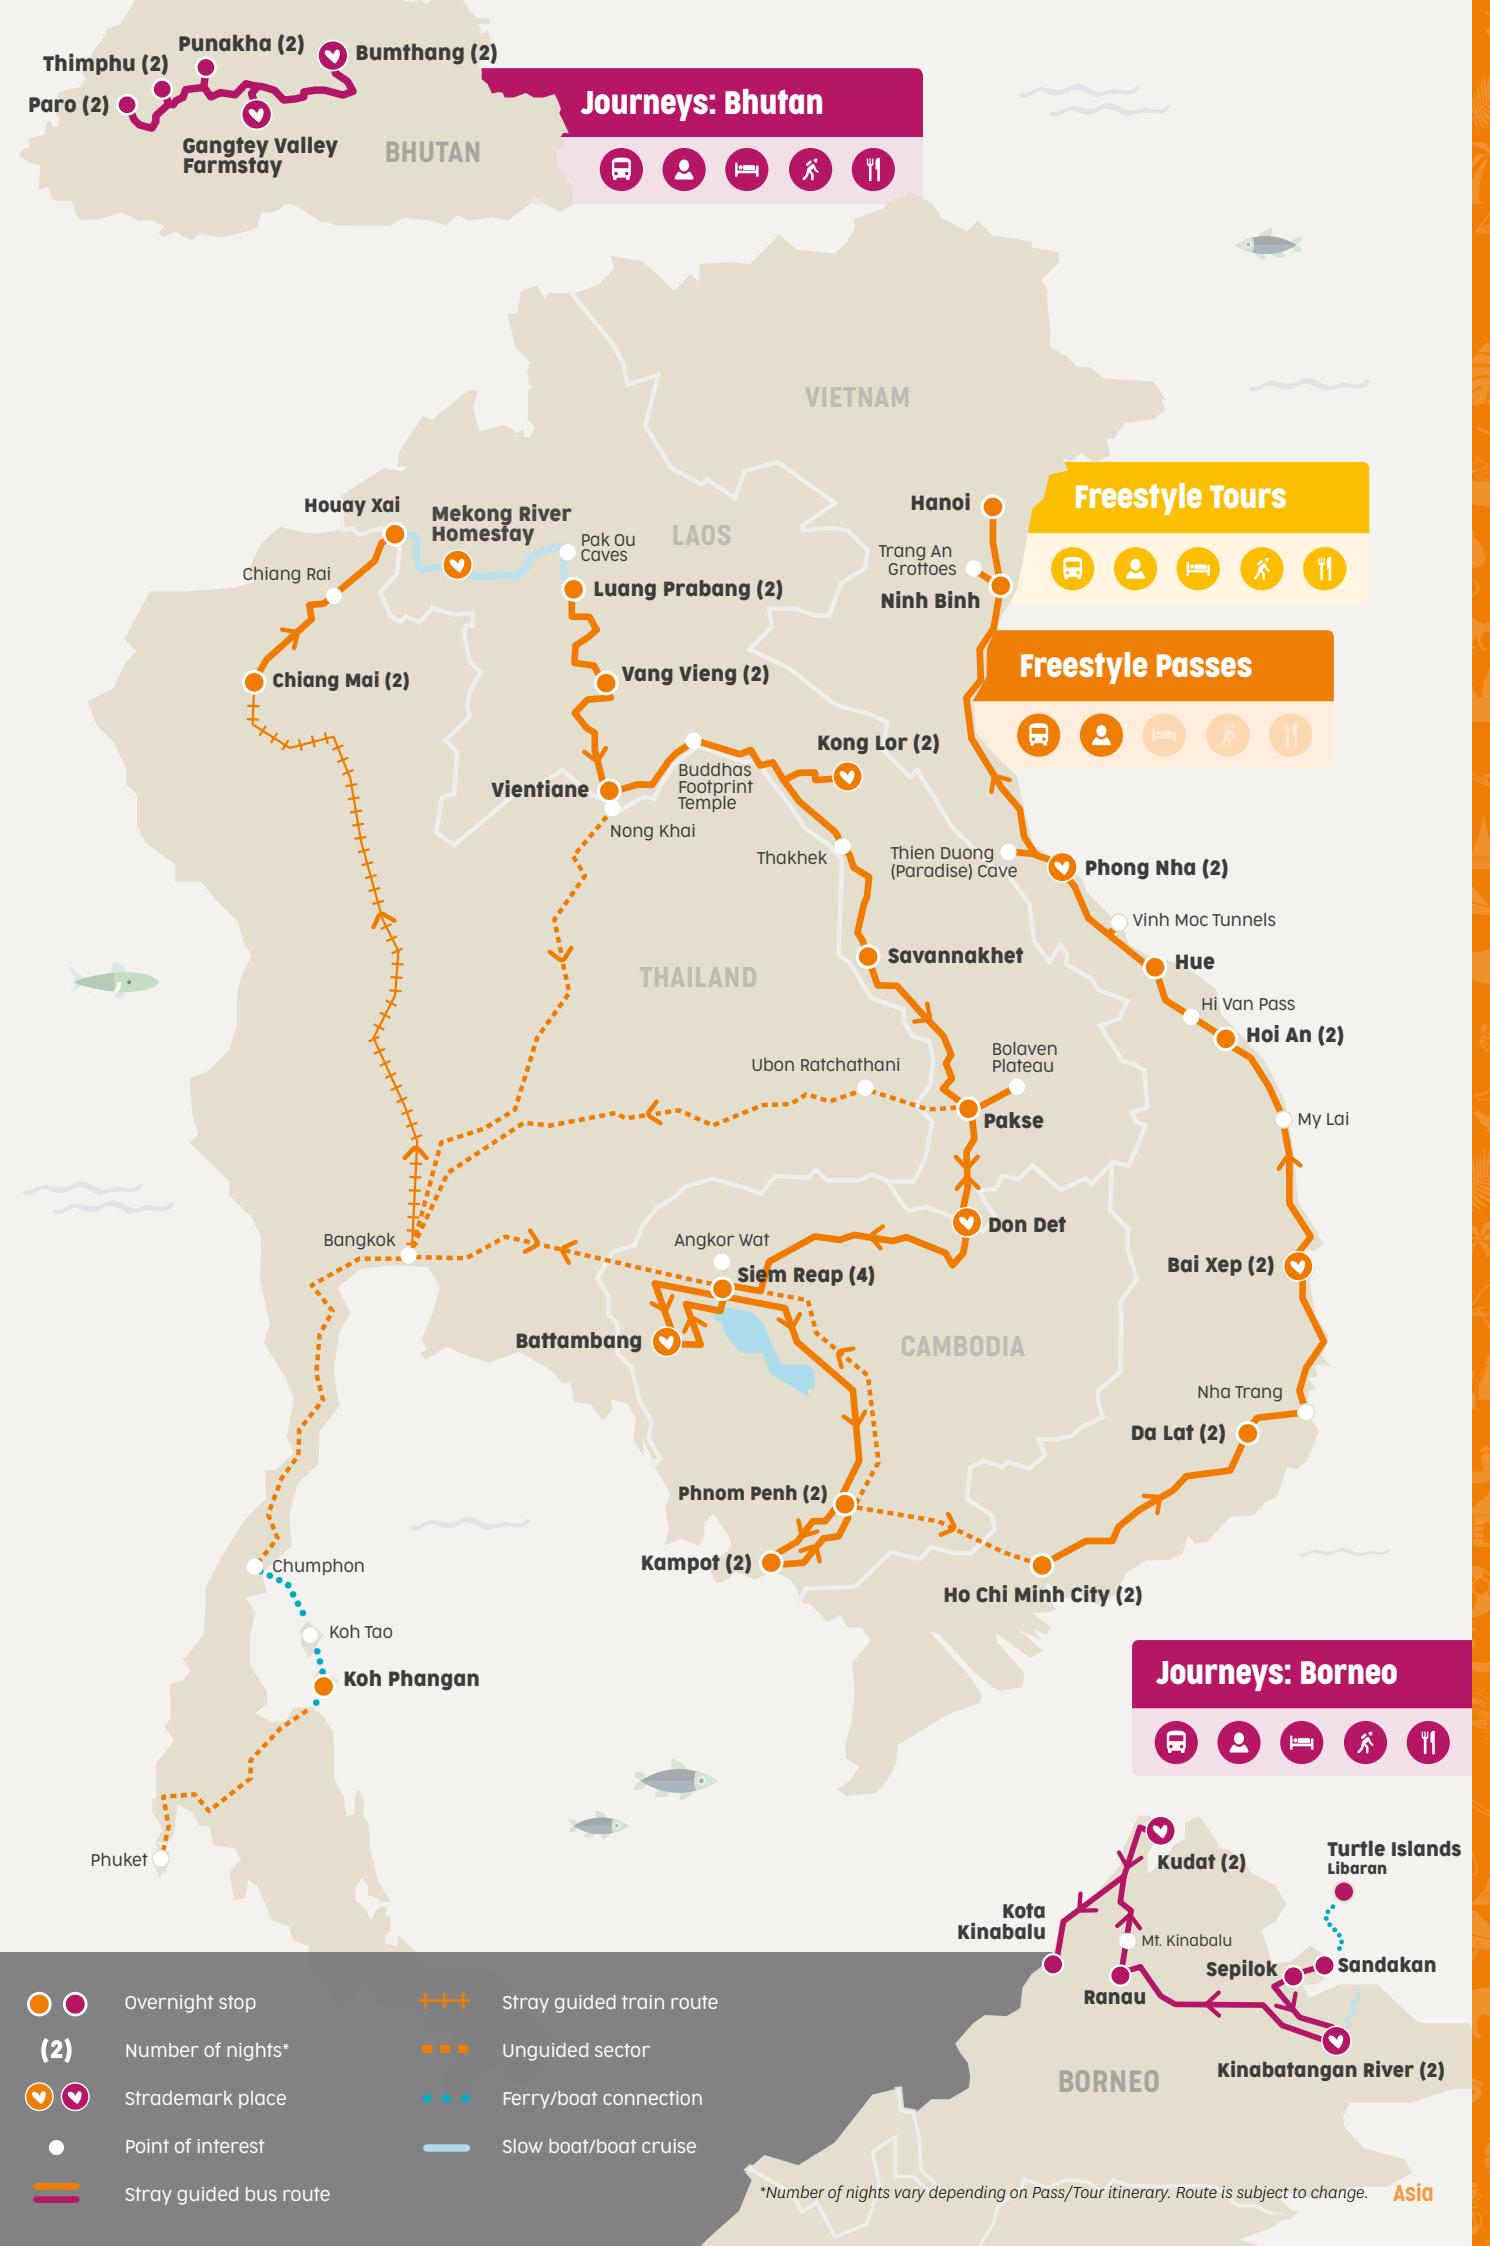 Punakha (2)
Bumthang (2)
Thimphu (2)
Paro (2)
Gangtey Valley
Farmstay
BHUTAN
Journeys: Bhutan
VIETNAM
Freestyle Tours
Houay Xai
Mekong River
Homestay
Hanoi
Pak Ou
Caves
LAOS
Trang An
Grottoes
Chiang Rai
Luang Prabang (2)
Ninh Binh
Freestyle Passes
Chiang Mai (2)
Vang Vieng (2)
Kong Lor (2)
Vientiane
Buddhas
Footprint
Temple
Nong Khai
Thakhek
Thien Duong
(Paradise) Cave
Phong Nha (2)
Vinh Moc Tunnels
Savannakhet
Hue
THAILAND
Hi Van Pass
Hoi An (2)
Bolaven
Plateau
Ubon Ratchathani
Pakse
My Lai
Don Det
Bangkok
Angkor Wat
Siem Reap (4)
Bai Xep (2)
Battambang
CAMBODIA
Nha Trang
Da Lat (2)
Phnom Penh (2)
Kampot (2)
Chumphon
Ho Chi Minh City (2)
Koh Tao
Koh Phangan
Journeys: Borneo
Phuket
Kudat (2)
Turtle Islands
Libaran
Kota
Kinabalu
Mt. Kinabalu
Sepilok
Sandakan
Ranau
Kinabatangan River (2)
BORNEO
Overnight stop
(2)
Number of nights*
Strademark place
Point of interest
Stray guided bus route
Stray guided train route
Unguided sector
Ferry/boat connection
Slow boat/boat cruise
*Number of nights vary depending on Pass/Tour itinerary. Route is subject to change.
Asia